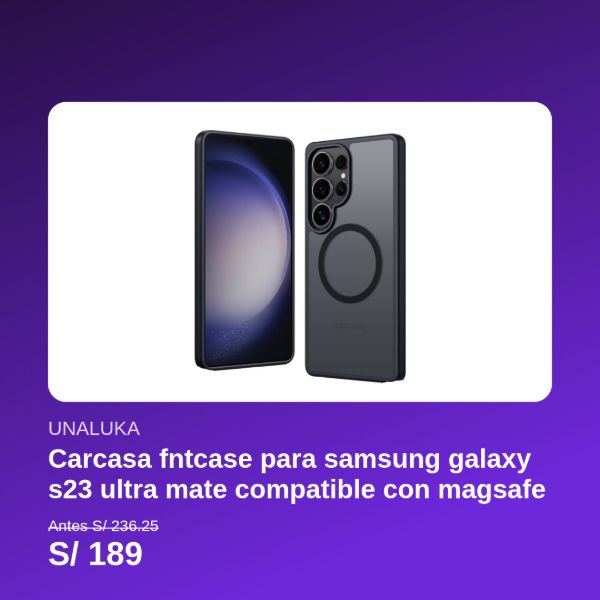 UNALUKA
Carcasa fntcase para samsung galaxy
s23 ultra mate compatible con magsafe
Antes S/ 236.25
S/ 189